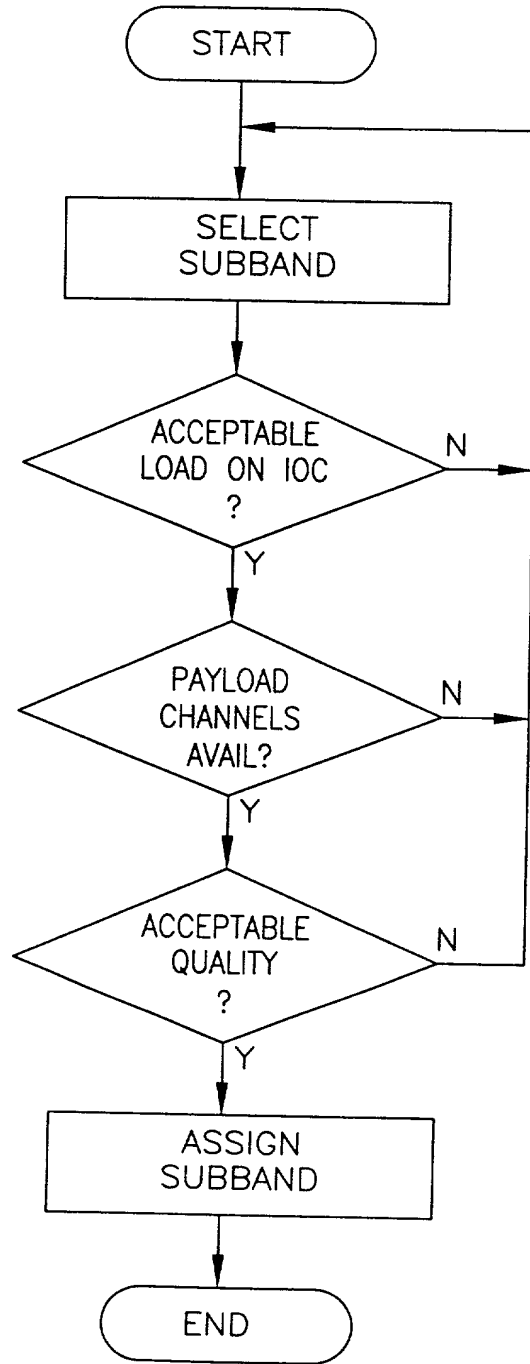 START
SELECT
SUBBAND
ACCEPTABLE
LOAD ON IOC
?
N
Y
PAYLOAD
CHANNELS
AVAIL?
N
Y
ACCEPTABLE
QUALITY
?
N
Y
ASSIGN
SUBBAND
END